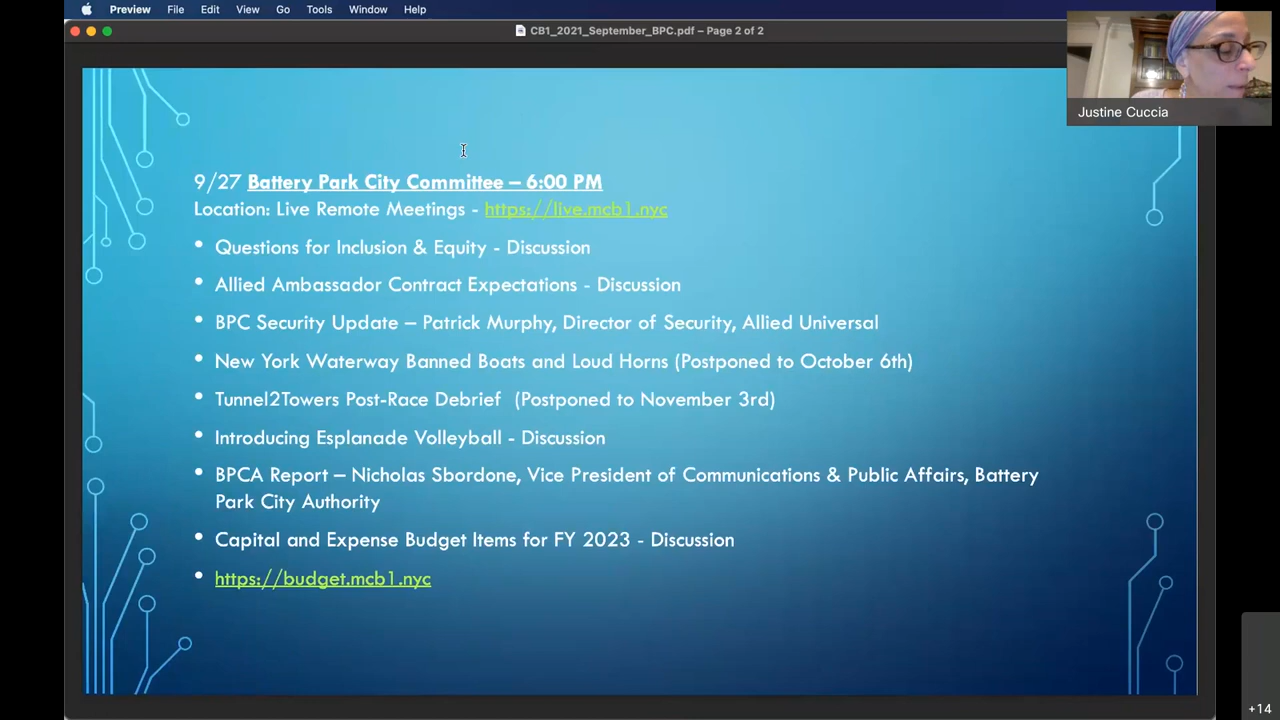 Preview File Edit View Go Tools Window Help
CB1_2021_September_BPC.pdf – Page 2 of 2
Justine Cuccia
9/27 Battery Park City Committee – 6:00 PM
Location: Live Remote Meetings - https://live.mcb1.nyc
• Questions for Inclusion & Equity - Discussion
• Allied Ambassador Contract Expectations - Discussion
• BPC Security Update – Patrick Murphy, Director of Security, Allied Universal
• New York Waterway Banned Boats and Loud Horns (Postponed to October 6th)
• Tunnel2Towers Post-Race Debrief (Postponed to November 3rd)
• Introducing Esplanade Volleyball - Discussion
• BPCA Report – Nicholas Sbordone, Vice President of Communications & Public Affairs, Battery
Park City Authority
• Capital and Expense Budget Items for FY 2023 - Discussion
• https://budget.mcb1.nyc
+14